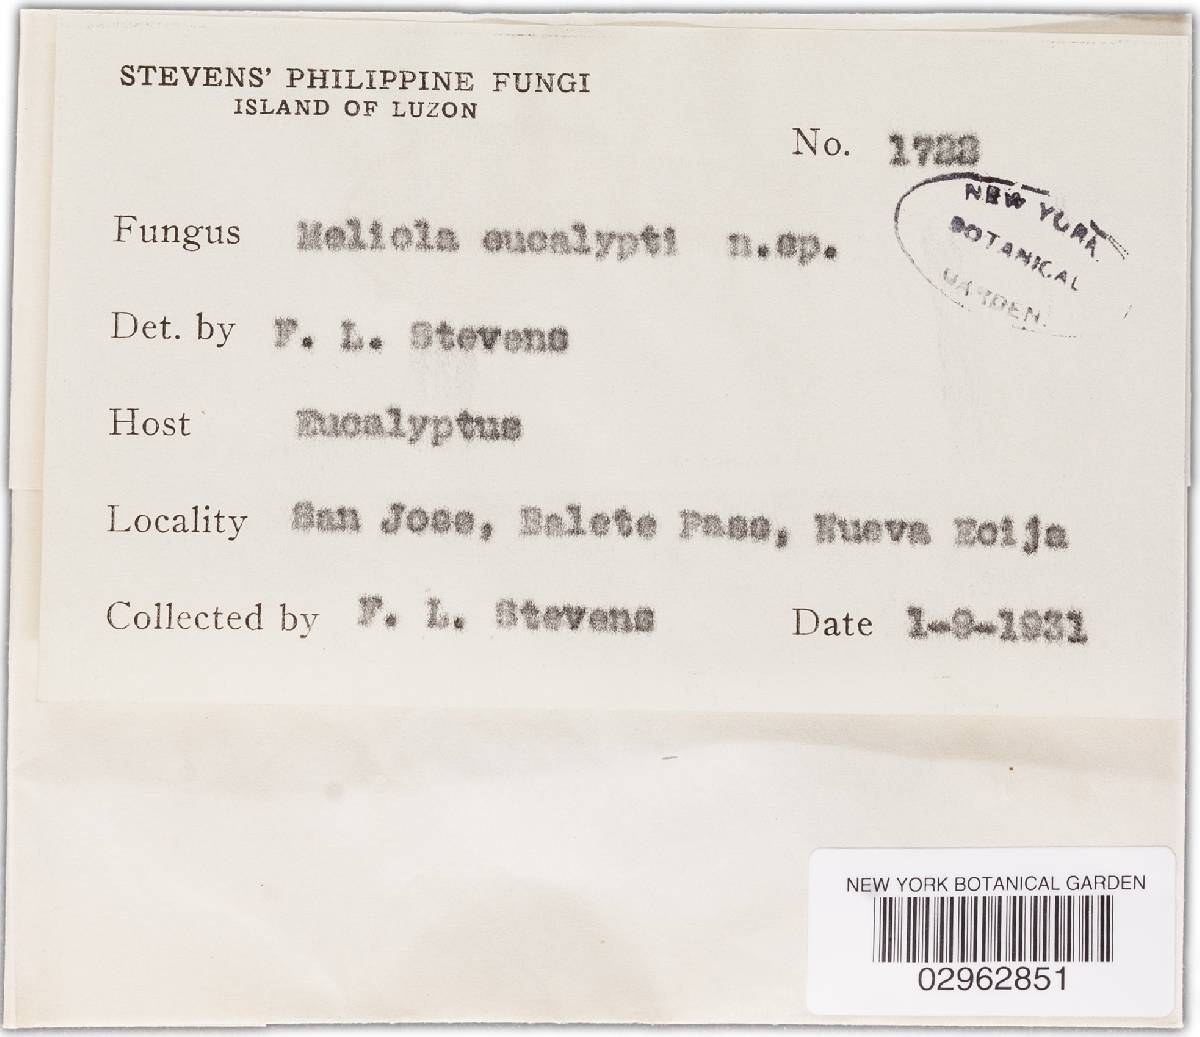 STEVENS' PHILIPPINE FUNGI
ISLAND OF LUZON
No.
Fungus Meliola eucalypti n.sp.
Det. by F. L. Stevens
Host Eucalyptus
Locality San Jose, Balete Pass, Nueva Ecija
Collected by F. L. Stevens Date 1-9-1931
NEW YORK
BOTANICAL
GARDEN.
NEW YORK BOTANICAL GARDEN
02962851